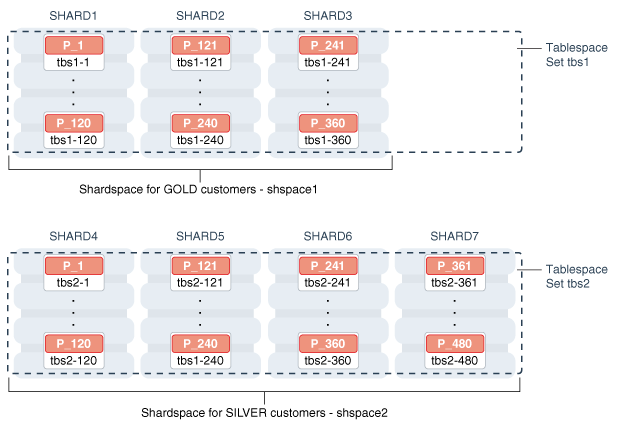 SHARD1 SHARD2 SHARD3
P_1 P_121 P_241
tbs1-1 tbs1-121 tbs1-241
Tablespace
Set tbs1
P_120 P_240 P_360
tbs1-120 tbs1-240 tbs1-360
Shardspace for GOLD customers - shspace1
SHARD4 SHARD5 SHARD6 SHARD7
P_1 P_121 P_241 P_361
tbs2-1 tbs2-121 tbs2-241 tbs2-361
Tablespace
Set tbs2
P_120 P_240 P_360 P_480
tbs2-120 tbs1-240 tbs2-360 tbs2-480
Shardspace for SILVER customers - shspace2